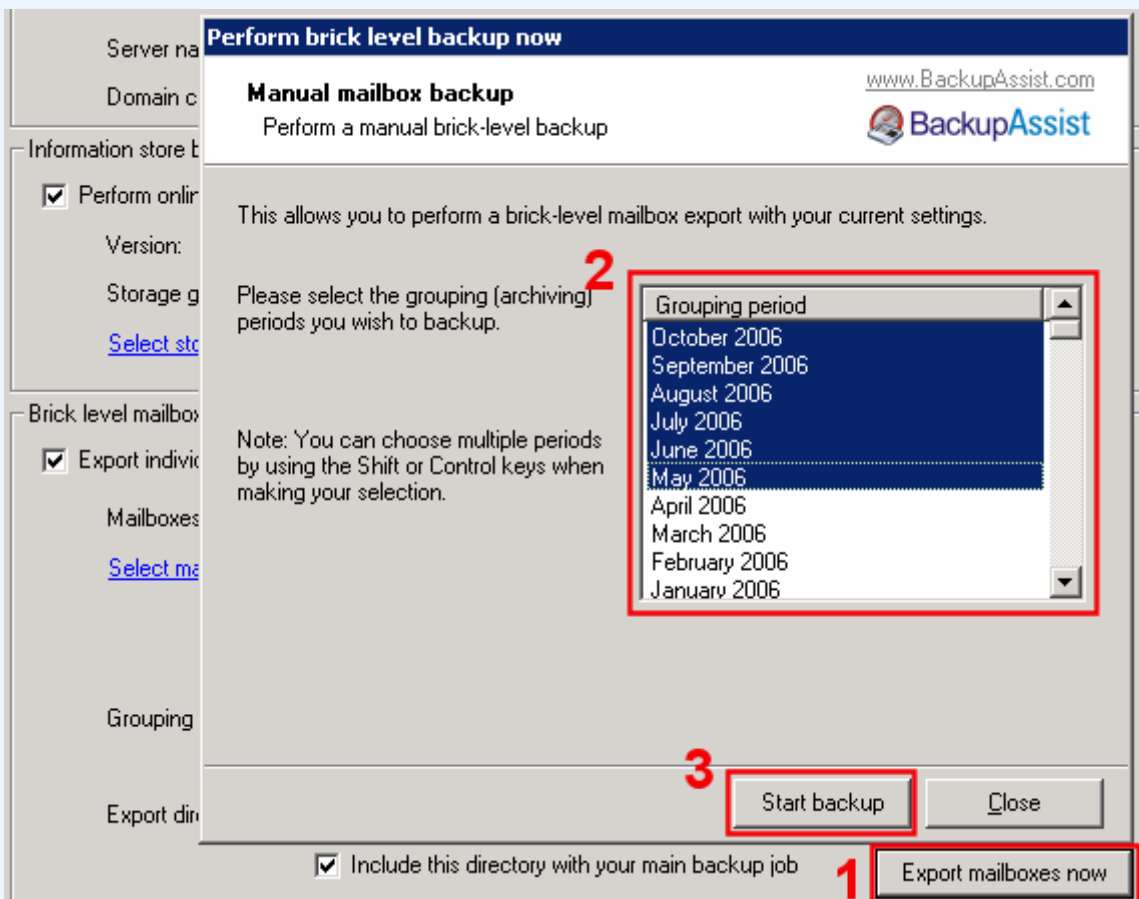 Perform brick level backup now
Manual mailbox backup
Perform a manual brick-level backup
www.BackupAssist.com
BackupAssist
Server na
Domain c
Information store b
Perform onlin
Version:
Storage g
Select sto
This allows you to perform a brick-level mailbox export with your current settings.
2
Please select the grouping (archiving)
periods you wish to backup.
Note: You can choose multiple periods
by using the Shift or Control keys when
making your selection.
Grouping period
October 2006
September 2006
August 2006
July 2006
June 2006
May 2006
April 2006
March 2006
February 2006
January 2006
Brick level mailbox
Export individ
Mailboxes
Select ma
Grouping
Export dire
3
Start backup
Close
Include this directory with your main backup job
1
Export mailboxes now